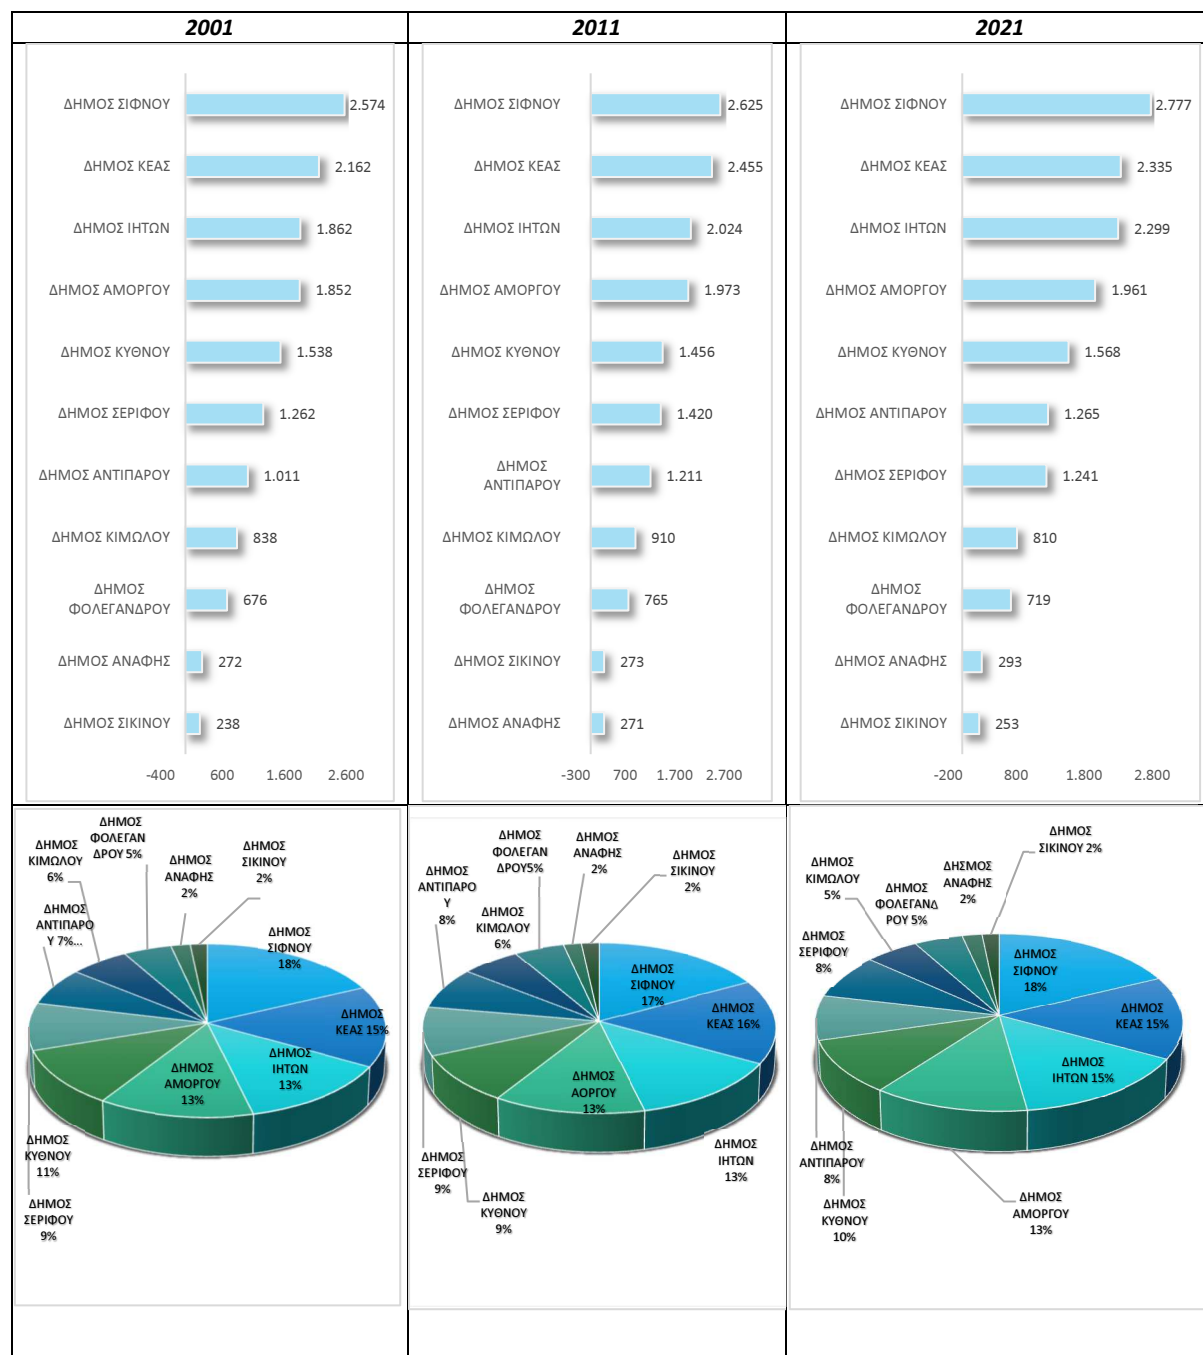 2001
2011
2021
ΔΗΜΟΣ ΣΙΦΝΟΥ
2.574
ΔΗΜΟΣ ΚΕΑΣ
2.162
ΔΗΜΟΣ ΙΗΤΩΝ
1.862
ΔΗΜΟΣ ΑΜΟΡΓΟΥ
1.852
ΔΗΜΟΣ ΚΥΘΝΟΥ
1.538
ΔΗΜΟΣ ΣΕΡΙΦΟΥ
1.262
ΔΗΜΟΣ ΑΝΤΙΠΑΡΟΥ
1.011
ΔΗΜΟΣ ΚΙΜΩΛΟΥ
838
ΔΗΜΟΣ
ΦΟΛΕΓΑΝΔΡΟΥ
676
ΔΗΜΟΣ ΑΝΑΦΗΣ
272
ΔΗΜΟΣ ΣΙΚΙΝΟΥ
238
-400 600 1.600 2.600
ΔΗΜΟΣ ΣΙΦΝΟΥ
2.625
ΔΗΜΟΣ ΚΕΑΣ
2.455
ΔΗΜΟΣ ΙΗΤΩΝ
2.024
ΔΗΜΟΣ ΑΜΟΡΓΟΥ
1.973
ΔΗΜΟΣ ΚΥΘΝΟΥ
1.456
ΔΗΜΟΣ ΣΕΡΙΦΟΥ
1.420
ΔΗΜΟΣ
ΑΝΤΙΠΑΡΟΥ
1.211
ΔΗΜΟΣ ΚΙΜΩΛΟΥ
910
ΔΗΜΟΣ
ΦΟΛΕΓΑΝΔΡΟΥ
765
ΔΗΜΟΣ ΣΙΚΙΝΟΥ
273
ΔΗΜΟΣ ΑΝΑΦΗΣ
271
-300 700 1.700 2.700
ΔΗΜΟΣ ΣΙΦΝΟΥ
2.777
ΔΗΜΟΣ ΚΕΑΣ
2.335
ΔΗΜΟΣ ΙΗΤΩΝ
2.299
ΔΗΜΟΣ ΑΜΟΡΓΟΥ
1.961
ΔΗΜΟΣ ΚΥΘΝΟΥ
1.568
ΔΗΜΟΣ ΑΝΤΙΠΑΡΟΥ
1.265
ΔΗΜΟΣ ΣΕΡΙΦΟΥ
1.241
ΔΗΜΟΣ ΚΙΜΩΛΟΥ
810
ΔΗΜΟΣ
ΦΟΛΕΓΑΝΔΡΟΥ
719
ΔΗΜΟΣ ΑΝΑΦΗΣ
293
ΔΗΜΟΣ ΣΙΚΙΝΟΥ
253
-200 800 1.800 2.800
ΔΗΜΟΣ
ΦΟΛΕΓΑΝ
ΔΡΟΥ 5%
ΔΗΜΟΣ
ΚΙΜΩΛΟΥ
6%
ΔΗΜΟΣ
ΑΝΑΦΗΣ
2%
ΔΗΜΟΣ
ΣΙΚΙΝΟΥ
2%
ΔΗΜΟΣ
ΑΝΤΙΠΑΡΟ
Υ 7%...
ΔΗΜΟΣ
ΣΙΦΝΟΥ
18%
ΔΗΜΟΣ
ΚΕΑΣ 15%
ΔΗΜΟΣ
ΙΗΤΩΝ
13%
ΔΗΜΟΣ
ΑΜΟΡΓΟΥ
13%
ΔΗΜΟΣ
ΚΥΘΝΟΥ
11%
ΔΗΜΟΣ
ΣΕΡΙΦΟΥ
9%
ΔΗΜΟΣ
ΦΟΛΕΓΑΝ
ΔΡΟΥ5%
ΔΗΜΟΣ
ΑΝΑΦΗΣ
2%
ΔΗΜΟΣ
ΣΙΚΙΝΟΥ
2%
ΔΗΜΟΣ
ΑΝΤΙΠΑΡΟ
Υ
8%
ΔΗΜΟΣ
ΚΙΜΩΛΟΥ
6%
ΔΗΜΟΣ
ΣΙΦΝΟΥ
17%
ΔΗΜΟΣ
ΚΕΑΣ 16%
ΔΗΜΟΣ
ΑΟΡΓΟΥ
13%
ΔΗΜΟΣ
ΙΗΤΩΝ
13%
ΔΗΜΟΣ
ΣΕΡΙΦΟΥ
9%
ΔΗΜΟΣ
ΚΥΘΝΟΥ
9%
ΔΗΜΟΣ
ΣΙΚΙΝΟΥ 2%
ΔΗΜΟΣ
ΚΙΜΩΛΟΥ
5%
ΔΗΜΟΣ
ΦΟΛΕΓΑΝΔ
ΡΟΥ 5%
ΔΗΣΜΟΣ
ΑΝΑΦΗΣ
2%
ΔΗΜΟΣ
ΣΕΡΙΦΟΥ
8%
ΔΗΜΟΣ
ΣΙΦΝΟΥ
18%
ΔΗΜΟΣ
ΚΕΑΣ 15%
ΔΗΜΟΣ
ΙΗΤΩΝ 15%
ΔΗΜΟΣ
ΑΝΤΙΠΑΡΟΥ
8%
ΔΗΜΟΣ
ΚΥΘΝΟΥ
10%
ΔΗΜΟΣ
ΑΜΟΡΓΟΥ
13%